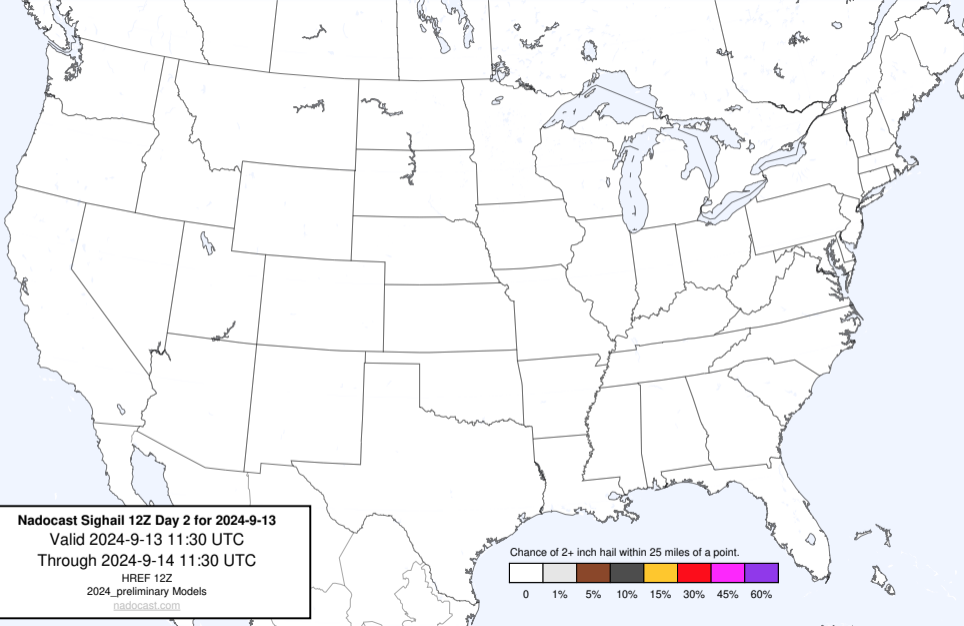 Nadocast Sighail 12Z Day 2 for 2024-9-13
Valid 2024-9-13 11:30 UTC
Through 2024-9-14 11:30 UTC
HREF 12Z
2024_preliminary Models
nadocast.com
Chance of 2+ inch hail within 25 miles of a point.
0 1% 5% 10% 15% 30% 45% 60%